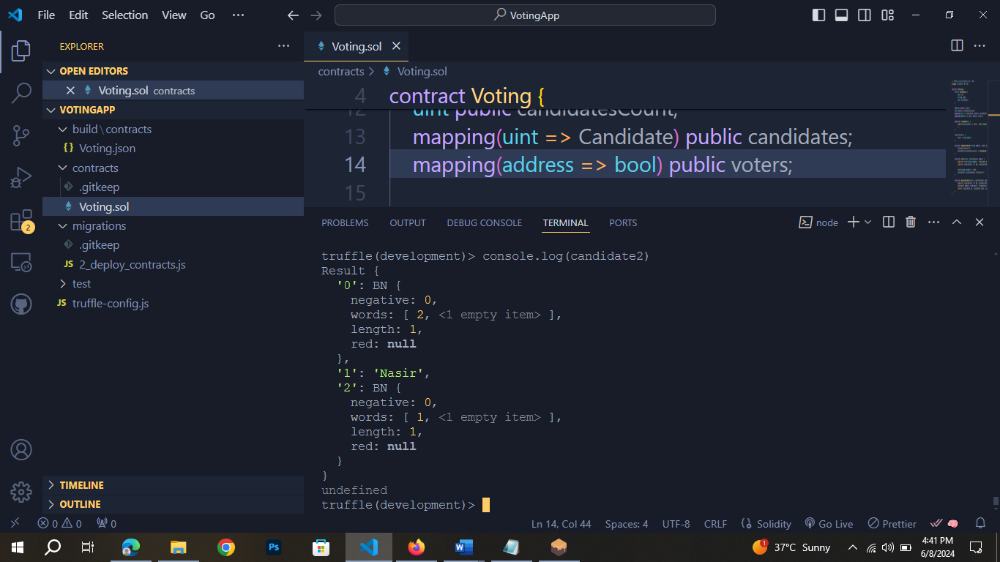 File Edit Selection View Go ··· VotingApp
EXPLORER ···
OPEN EDITORS
Voting.sol contracts
VOTINGAPP
build\contracts
{} Voting.json
contracts
.gitkeep
Voting.sol
migrations
.gitkeep
JS 2_deploy_contracts.js
test
JS truffle-config.js
TIMELINE
OUTLINE
2
Voting.sol
contracts > Voting.sol
4 contract Voting {
12 uint public candidatesCount;
13 mapping(uint => Candidate) public candidates;
14 mapping(address => bool) public voters;
15
PROBLEMS OUTPUT DEBUG CONSOLE TERMINAL PORTS node
truffle(development)> console.log(candidate2)
Result {
'0': BN {
negative: 0,
words: [ 2, <1 empty item> ],
length: 1,
red: null
},
'1': 'Nasir',
'2': BN {
negative: 0,
words: [ 1, <1 empty item> ],
length: 1,
red: null
}
}
undefined
truffle(development)>
0 0 0 Ln 14, Col 44 Spaces: 4 UTF-8 CRLF Solidity Go Live Prettier
Ps W 1 37°C Sunny 4:41 PM
6/8/2024